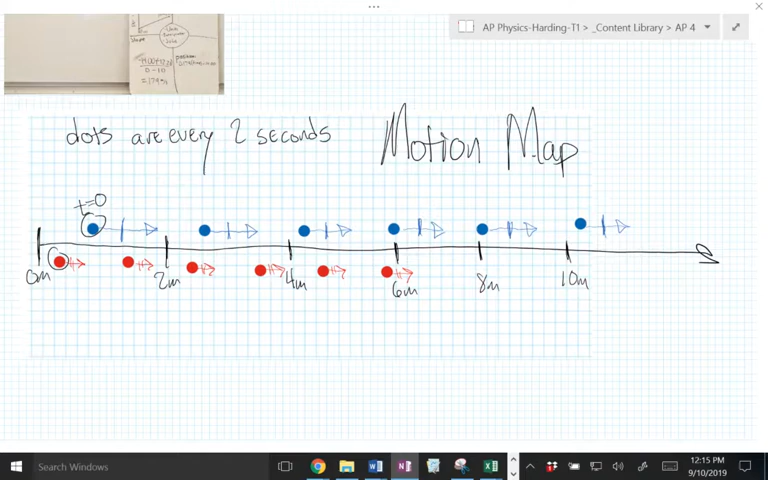 AP Physics-Harding-T1 > _Content Library > AP 4
dots are every 2 seconds
Motion Map
t=0
0m
2m
4m
6m
8m
10m
Search Windows
12:15 PM
9/10/2019